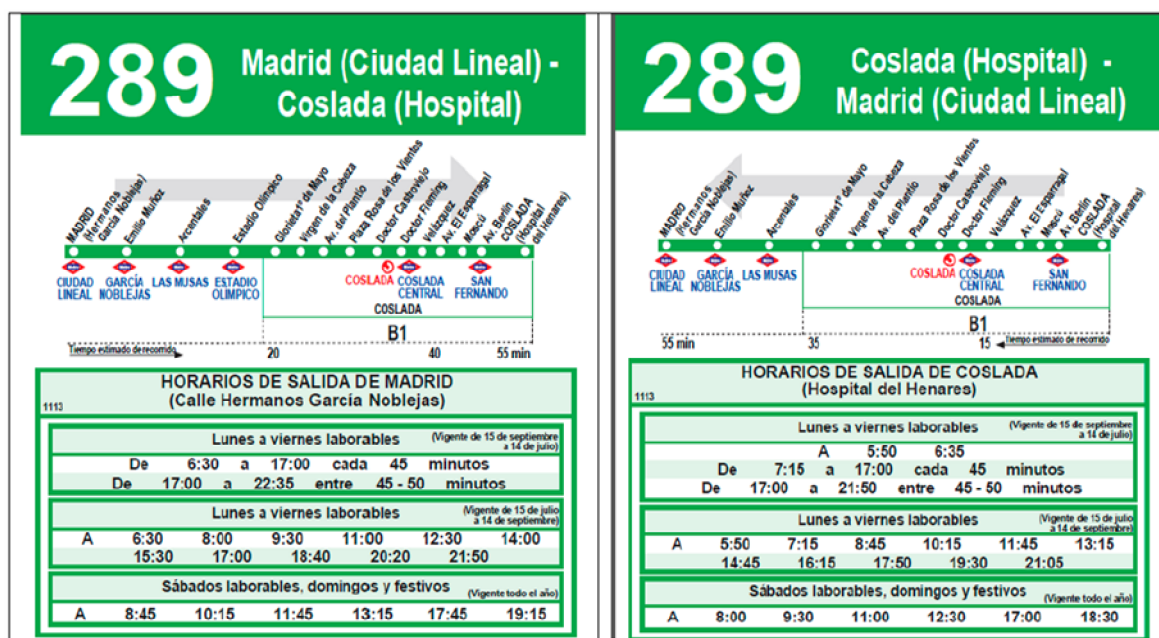 289
Madrid (Ciudad Lineal) -
Coslada (Hospital)
MADRID
(Hermanos
García Noblejas)
Emilio Muñoz
Arcentales
Estadio Olímpico
Glorieta 1º de Mayo
Virgen de la Cabeza
Av. del Plantío
Plaza Rosa de los Vientos
Doctor Castroviejo
Doctor Fleming
Velázquez
Av. El Esparragal
Moscú
Av. Berlín
COSLADA
(Hospital
del Henares)
CIUDAD
LINEAL
GARCÍA
NOBLEJAS
LAS MUSAS
ESTADIO
OLIMPICO
COSLADA
COSLADA
CENTRAL
SAN
FERNANDO
COSLADA
B1
Tiempo estimado de recorrido
20 40 55 min
HORARIOS DE SALIDA DE MADRID
(Calle Hermanos García Noblejas)
1113
Lunes a viernes laborables (Vigente de 15 de septiembre
a 14 de julio)
De 6:30 a 17:00 cada 45 minutos
De 17:00 a 22:35 entre 45 - 50 minutos
Lunes a viernes laborables (Vigente de 15 de julio
a 14 de septiembre)
A 6:30 8:00 9:30 11:00 12:30 14:00
15:30 17:00 18:40 20:20 21:50
Sábados laborables, domingos y festivos (Vigente todo el año)
A 8:45 10:15 11:45 13:15 17:45 19:15
289
Coslada (Hospital) -
Madrid (Ciudad Lineal)
MADRID
(Hermanos
García Noblejas)
Emilio Muñoz
Arcentales
Glorieta 1º de Mayo
Virgen de la Cabeza
Av. del Plantío
Plaza Rosa de los Vientos
Doctor Castroviejo
Doctor Fleming
Velázquez
Av. El Esparragal
Moscú
Av. Berlín
COSLADA
(Hospital
del Henares)
CIUDAD
LINEAL
GARCÍA
NOBLEJAS
LAS MUSAS
COSLADA
COSLADA
CENTRAL
SAN
FERNANDO
COSLADA
B1
55 min 35 15 Tiempo estimado de recorrido
HORARIOS DE SALIDA DE COSLADA
(Hospital del Henares)
1113
Lunes a viernes laborables (Vigente de 15 de septiembre
a 14 de julio)
A 5:50 6:35
De 7:15 a 17:00 cada 45 minutos
De 17:00 a 21:50 entre 45 - 50 minutos
Lunes a viernes laborables (Vigente de 15 de julio
a 14 de septiembre)
A 5:50 7:15 8:45 10:15 11:45 13:15
14:45 16:15 17:50 19:30 21:05
Sábados laborables, domingos y festivos (Vigente todo el año)
A 8:00 9:30 11:00 12:30 17:00 18:30